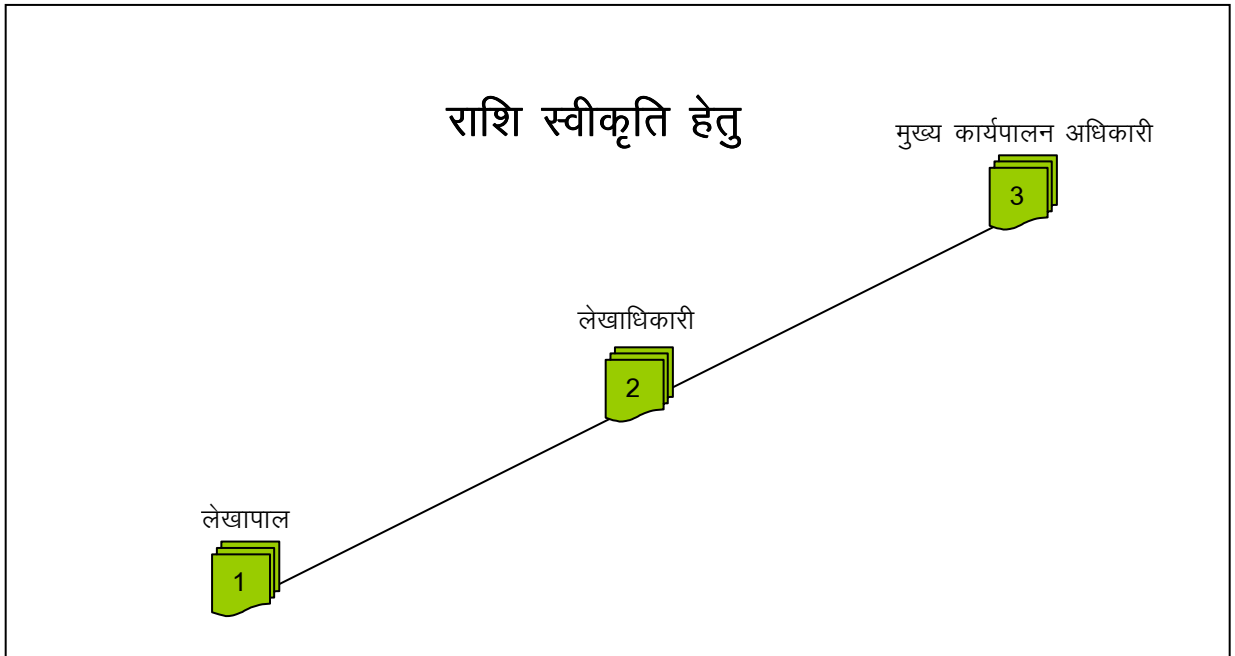 राशि स्वीकृति हेतु
मुख्य कार्यपालन अधिकारी
3
लेखाधिकारी
2
लेखापाल
1